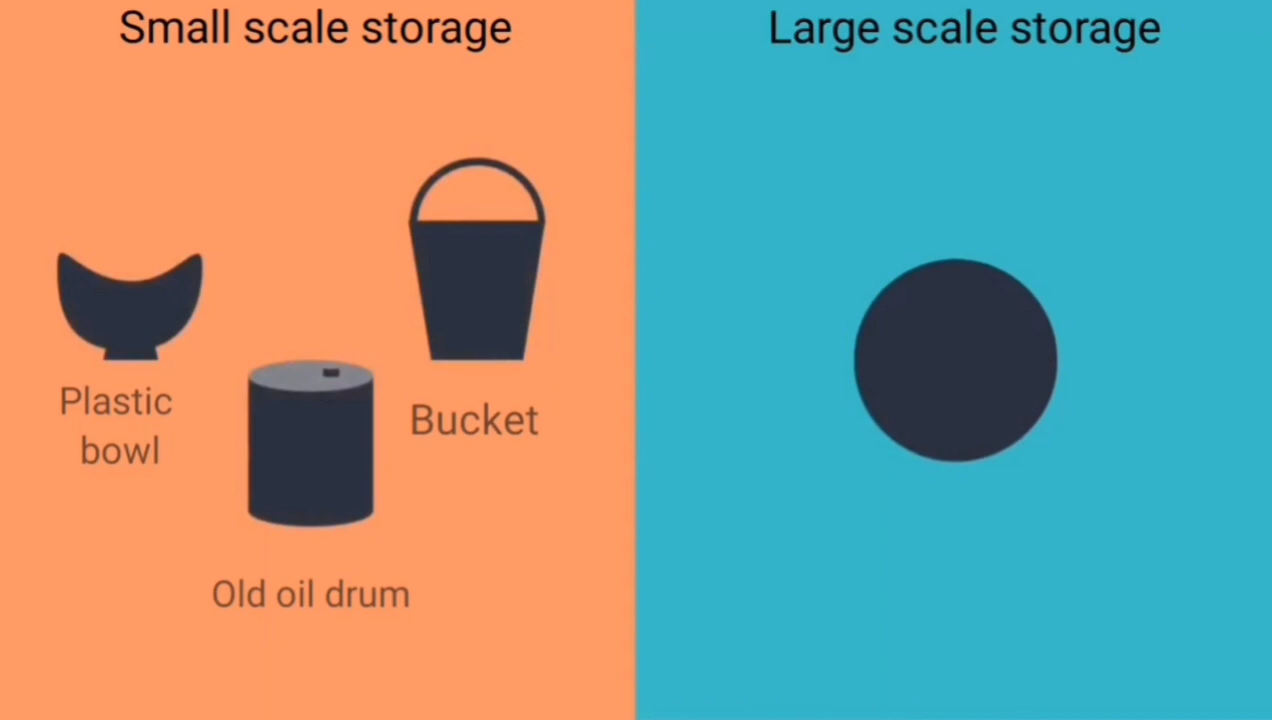 Small scale storage
Large scale storage
Plastic
bowl
Bucket
Old oil drum